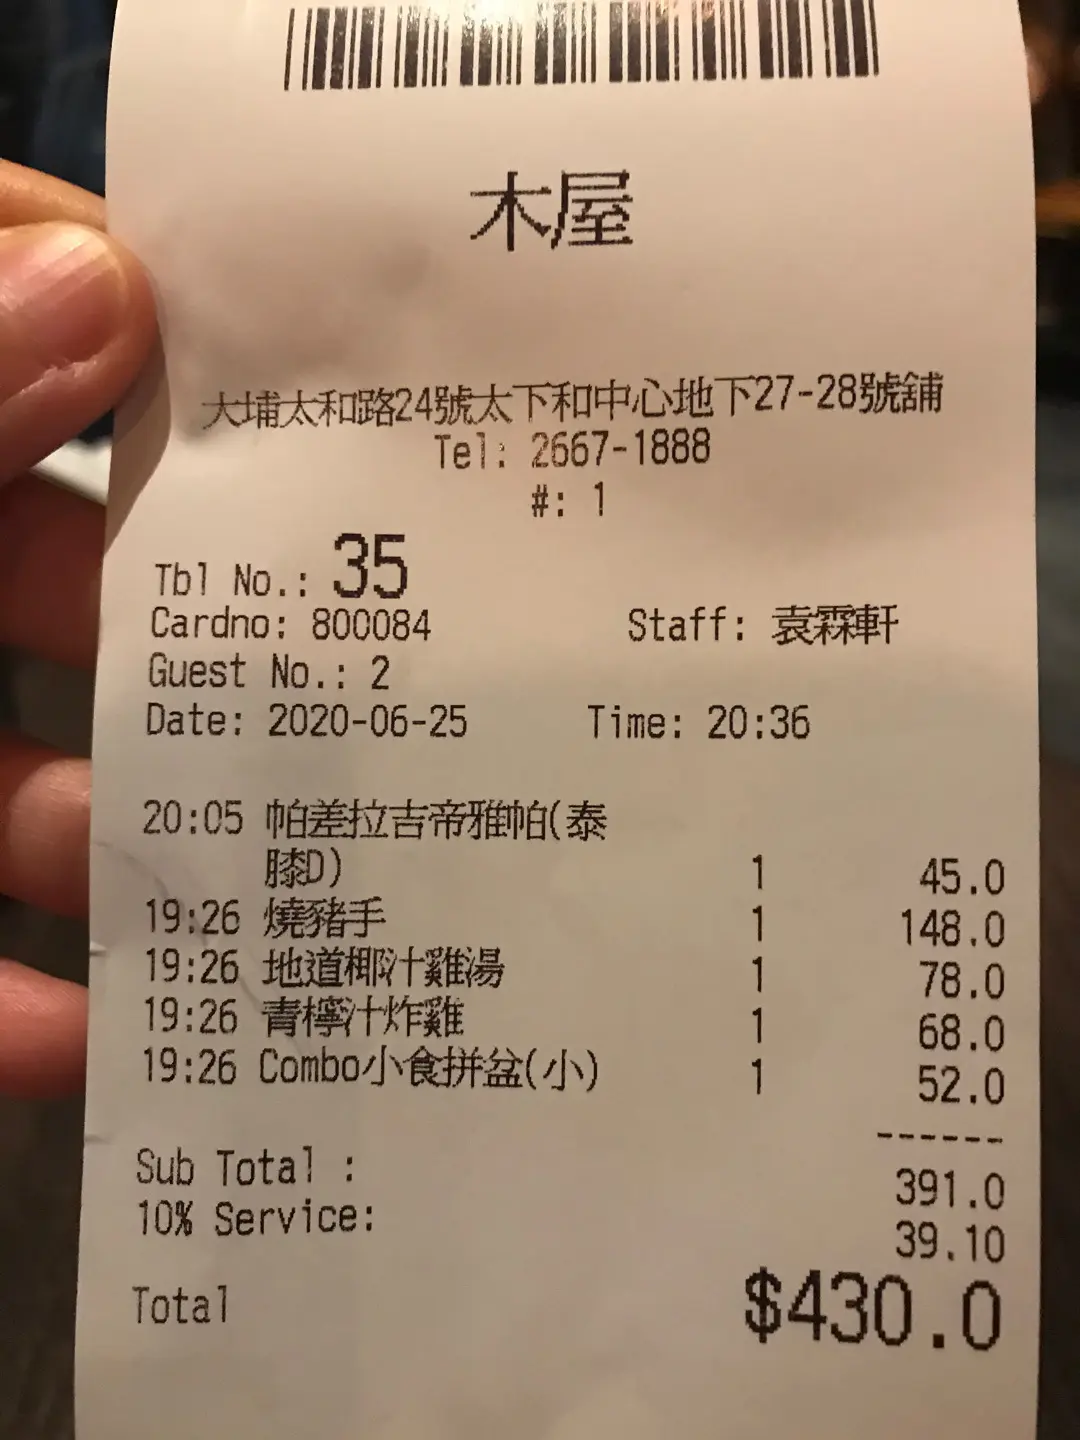 木屋
大埔太和路24號太下和中心地下27-28號舖
Tel: 2667-1888
#: 1
Tbl No.: 35
Cardno: 800084 Staff: 袁霖軒
Guest No.: 2
Date: 2020-06-25 Time: 20:36
20:05 帕差拉吉帝雅帕(泰
膝D) 1 45.0
19:26 燒豬手 1 148.0
19:26 地道椰汁雞湯 1 78.0
19:26 青檸汁炸雞 1 68.0
19:26 Combo小食拼盆(小) 1 52.0
------
Sub Total : 391.0
10% Service: 39.10
Total $430.0